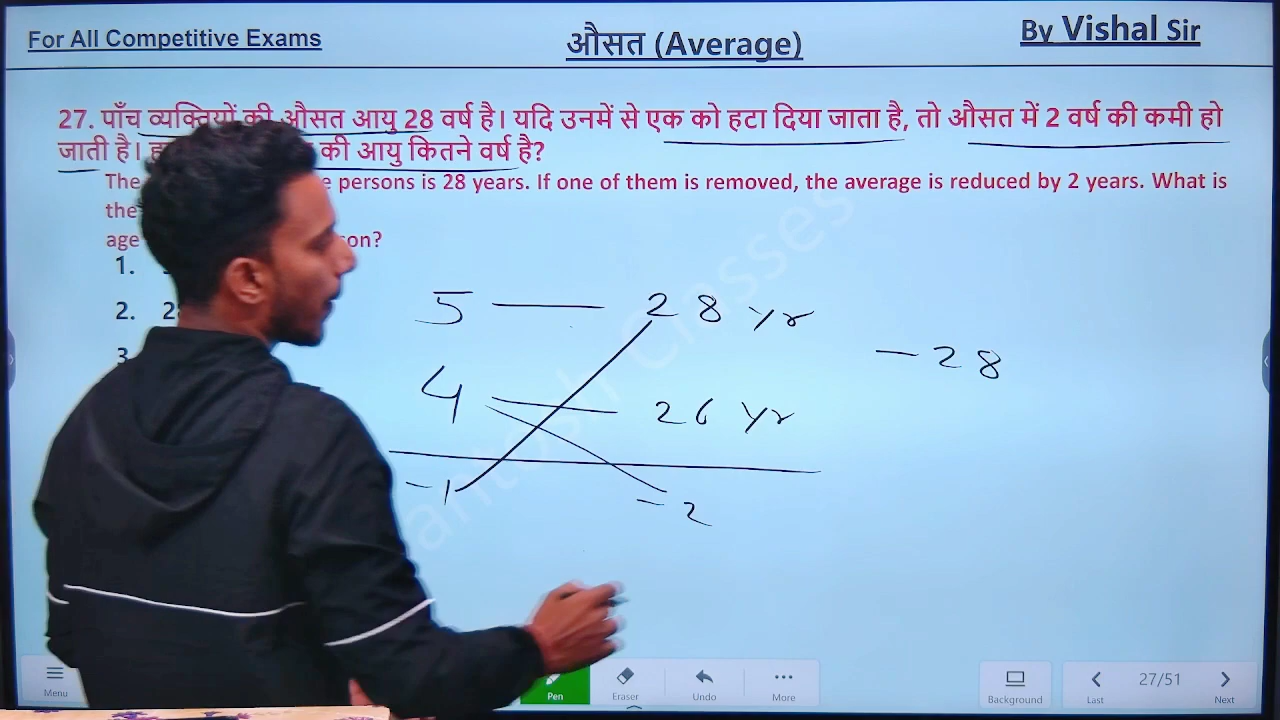 For All Competitive Exams
औसत (Average)
By Vishal Sir
27. पाँच व्यक्तियों की औसत आयु 28 वर्ष है। यदि उनमें से एक को हटा दिया जाता है, तो औसत में 2 वर्ष की कमी हो
जाती है। की आयु कितने वर्ष है?
The persons is 28 years. If one of them is removed, the average is reduced by 2 years. What is
the
age
1.
2. 28
3
5 — 28 yr
- 28
4 — 26 yr
-1 -2
Classes
Menu
Pen
Eraser
Undo
More
Background
Last
27/51
Next